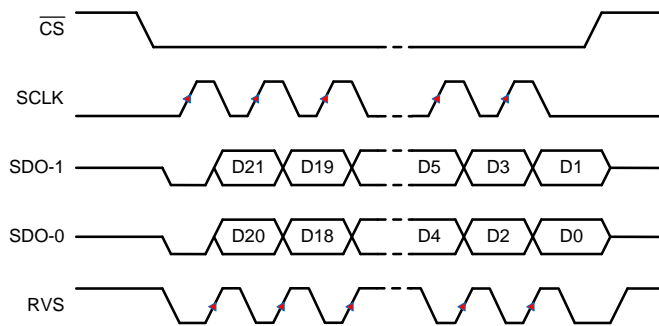 CS
SCLK
SDO-1 D21 D19 D5 D3 D1
SDO-0 D20 D18 D4 D2 D0
RVS